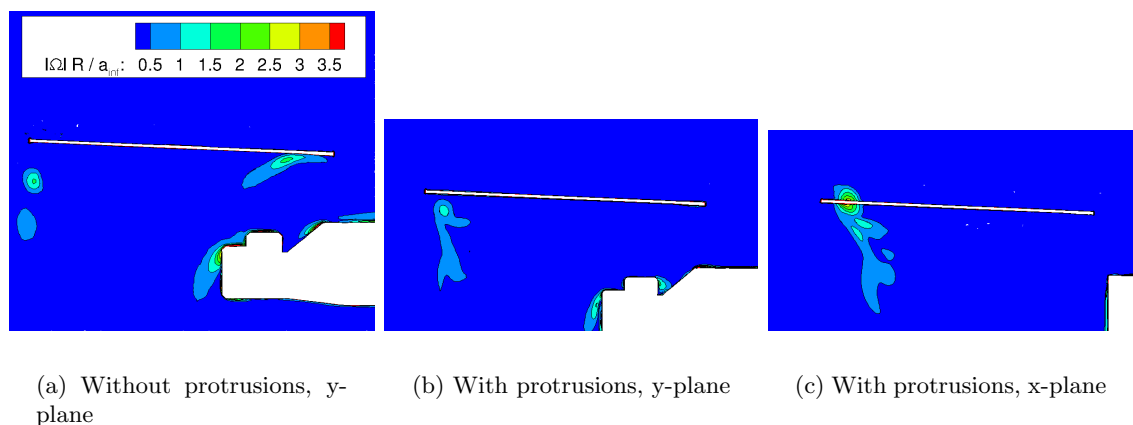 |Ω| R / a_inf: 0.5 1 1.5 2 2.5 3 3.5
(a) Without protrusions, y-
plane
(b) With protrusions, y-plane
(c) With protrusions, x-plane